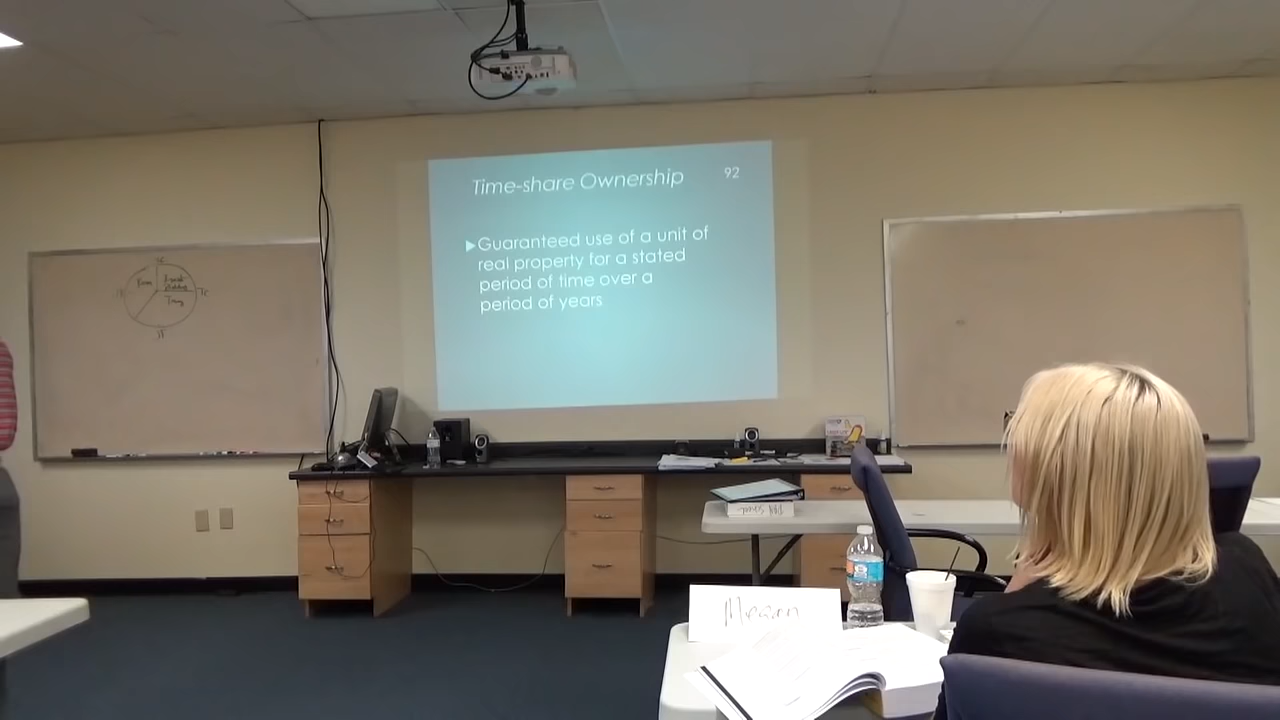 Time-share Ownership
92
Guaranteed use of a unit of
real property for a stated
period of time over a
period of years